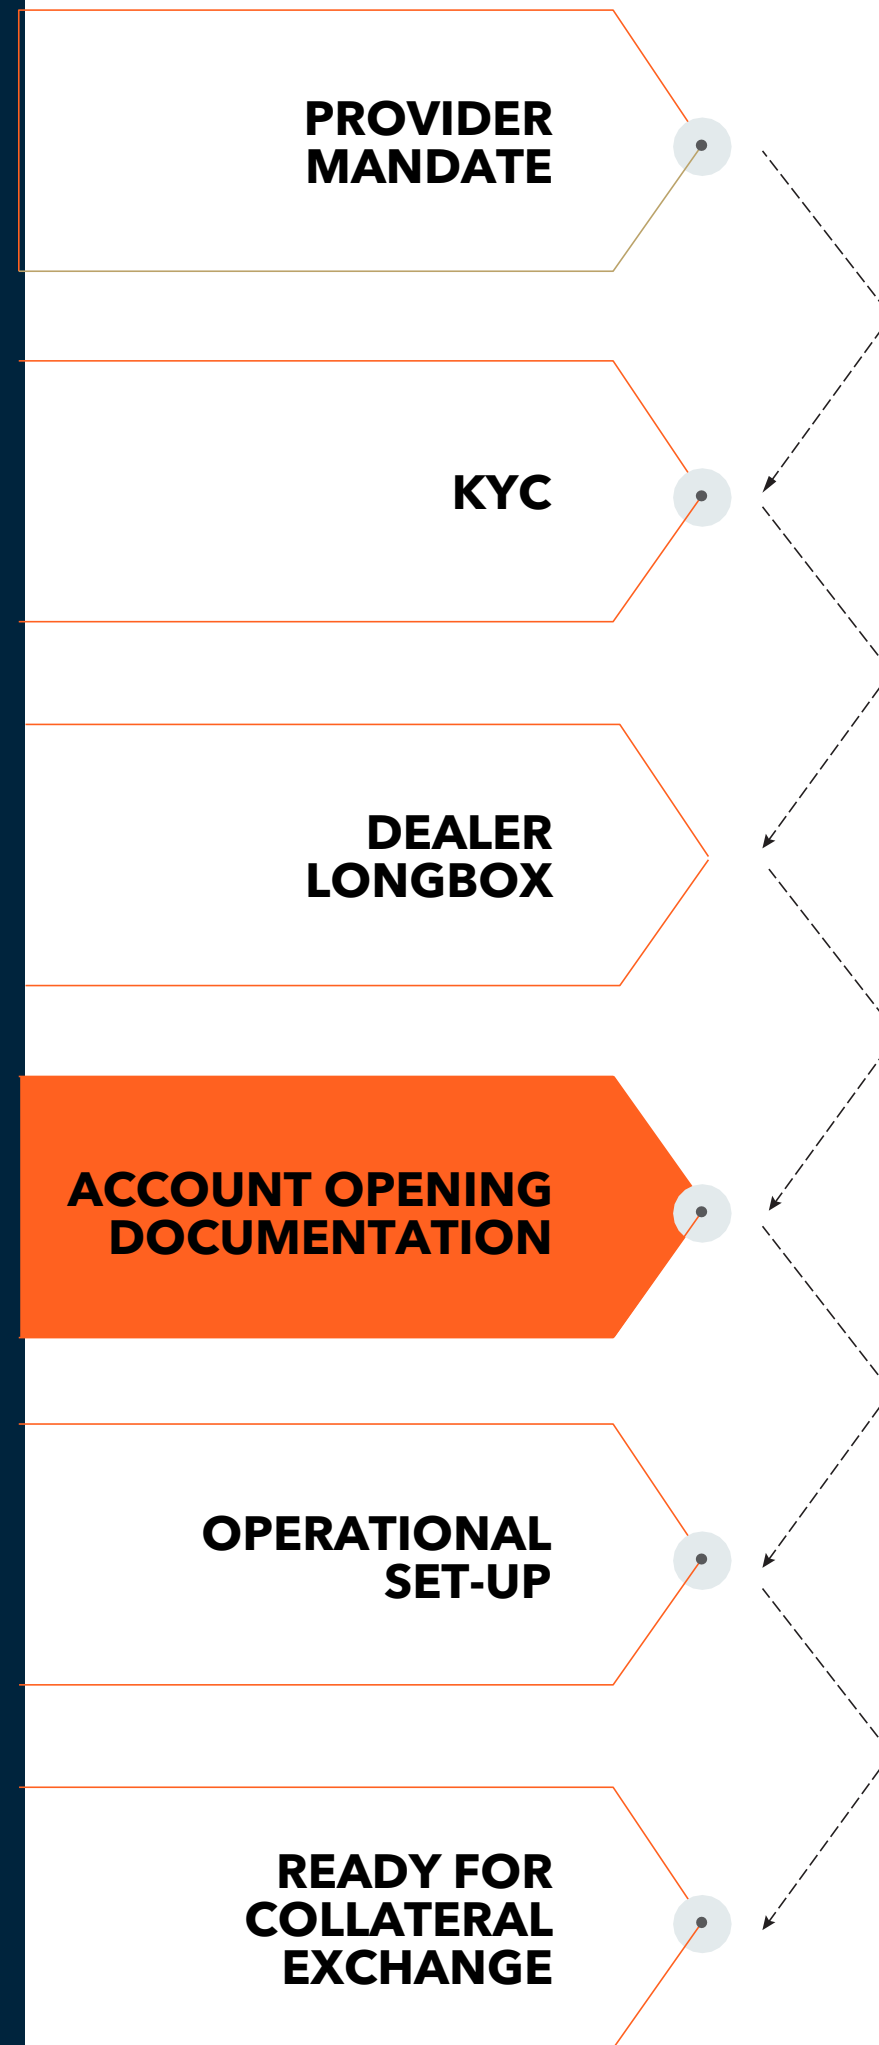 PROVIDER
MANDATE
KYC
DEALER
LONGBOX
ACCOUNT OPENING
DOCUMENTATION
OPERATIONAL
SET-UP
READY FOR
COLLATERAL
EXCHANGE